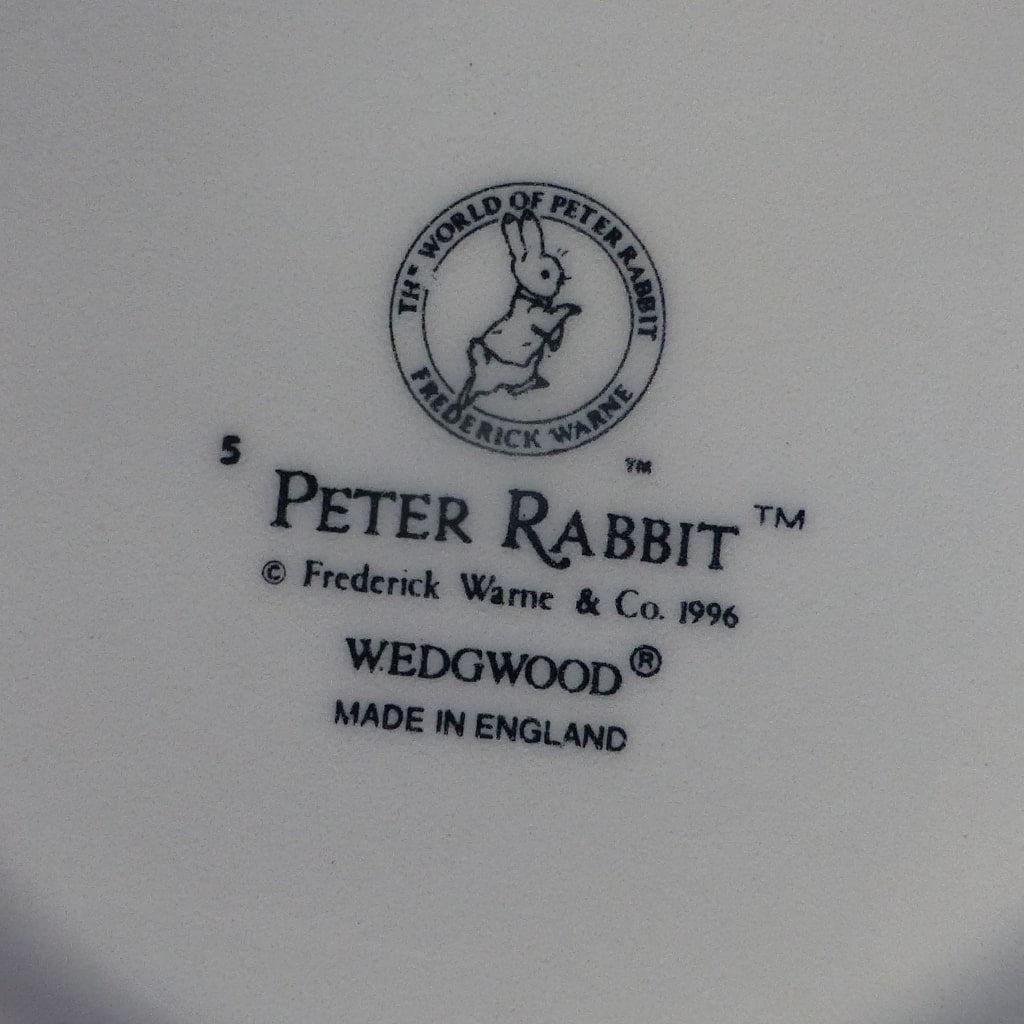 THE WORLD OF PETER RABBIT
FREDERICK WARNE
™
5
PETER RABBIT ™
© Frederick Warne & Co. 1996
WEDGWOOD®
MADE IN ENGLAND